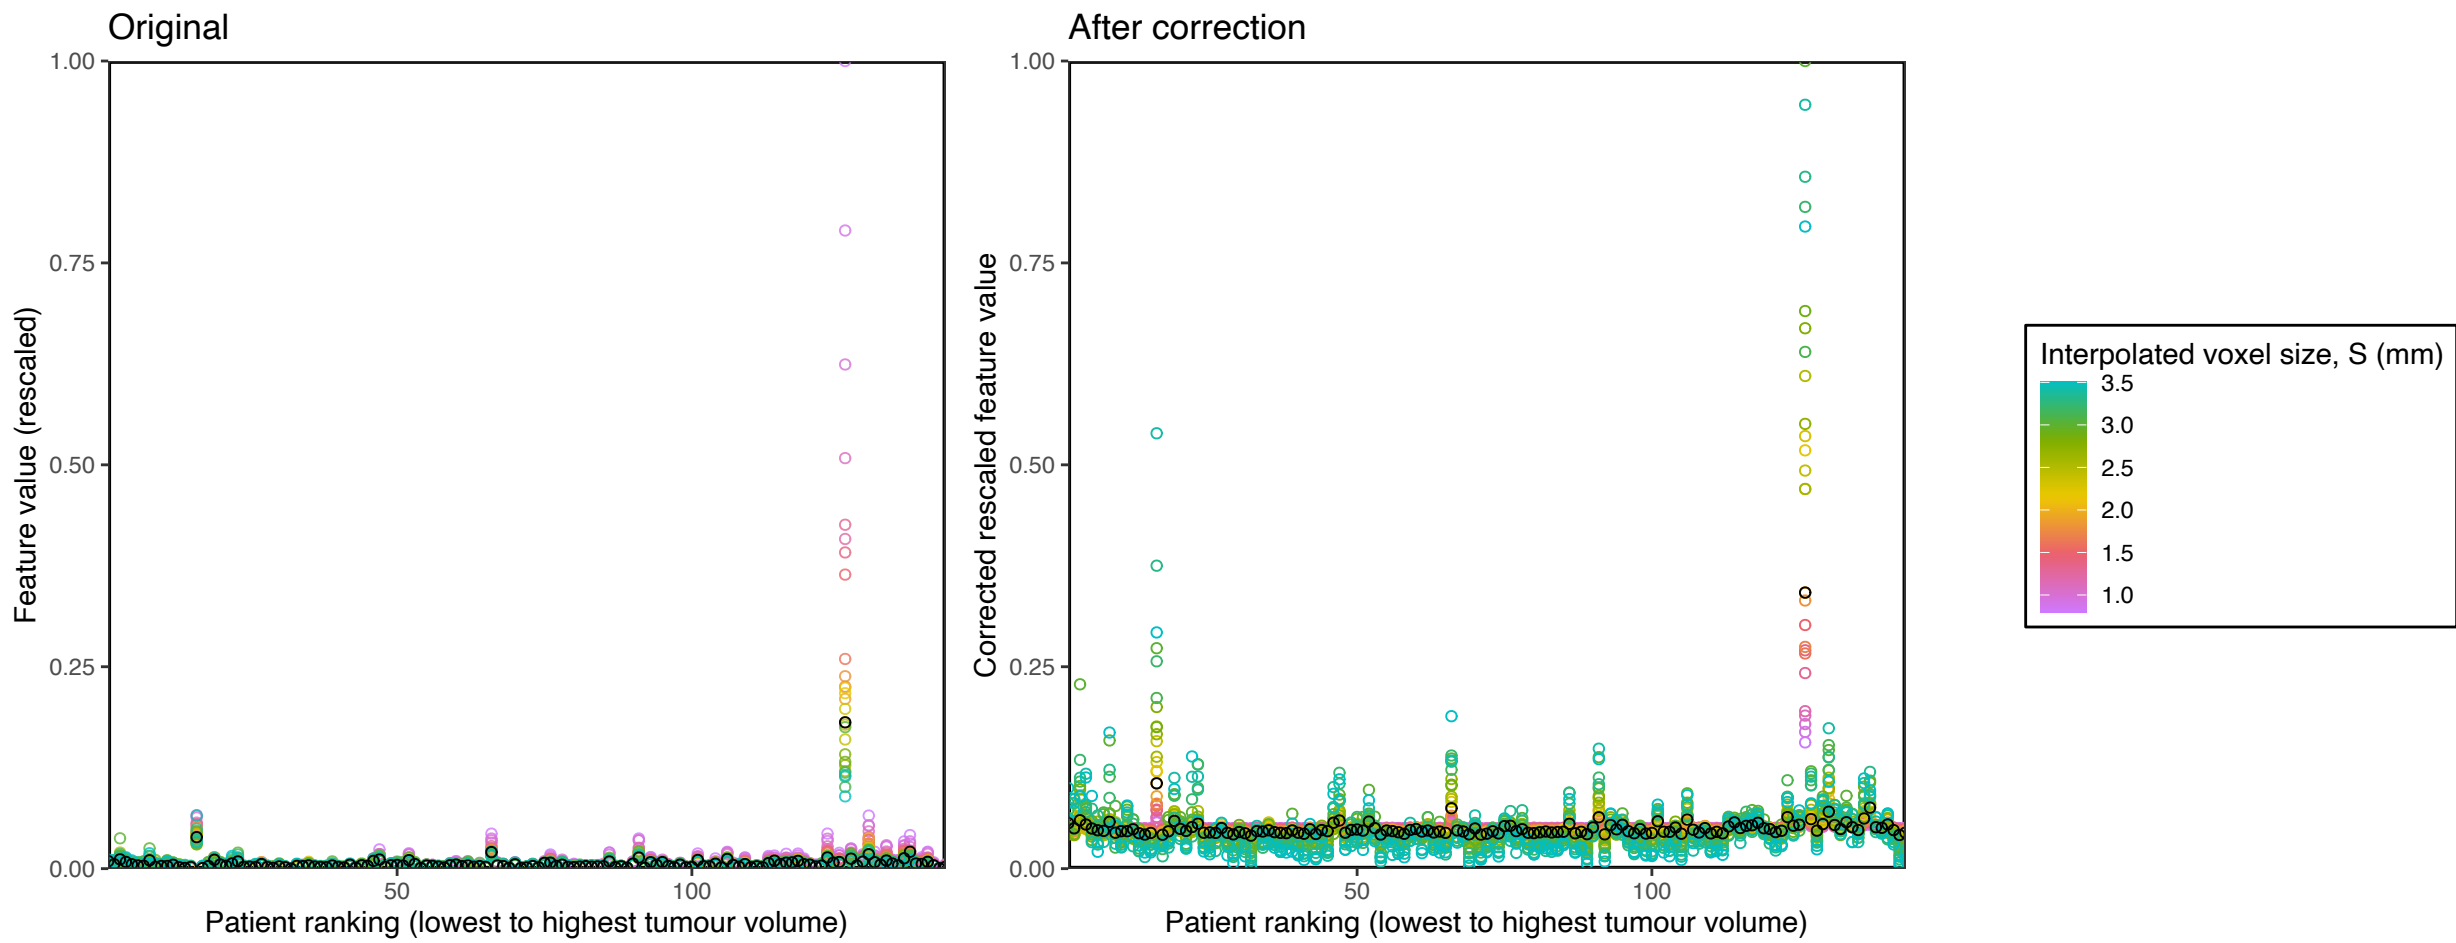 Original
1.00
0.75
0.50
0.25
0.00
Feature value (rescaled)
50
100
Patient ranking (lowest to highest tumour volume)
After correction
1.00
0.75
0.50
0.25
0.00
Corrected rescaled feature value
50
100
Patient ranking (lowest to highest tumour volume)
Interpolated voxel size, S (mm)
3.5
3.0
2.5
2.0
1.5
1.0